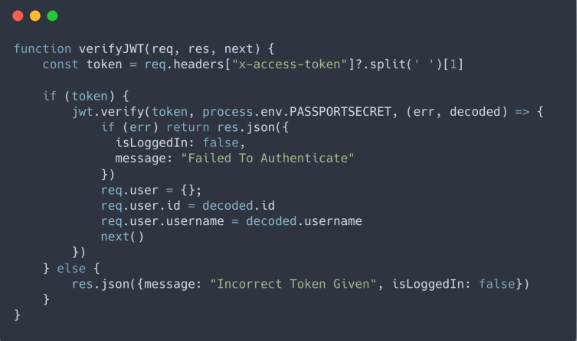 function verifyJWT(req, res, next) {
    const token = req.headers["x-access-token"]?.split(' ')[1]

    if (token) {
        jwt.verify(token, process.env.PASSPORTSECRET, (err, decoded) => {
            if (err) return res.json({
              isLoggedIn: false,
              message: "Failed To Authenticate"
            })
            req.user = {};
            req.user.id = decoded.id
            req.user.username = decoded.username
            next()
        })
    } else {
        res.json({message: "Incorrect Token Given", isLoggedIn: false})
    }
}